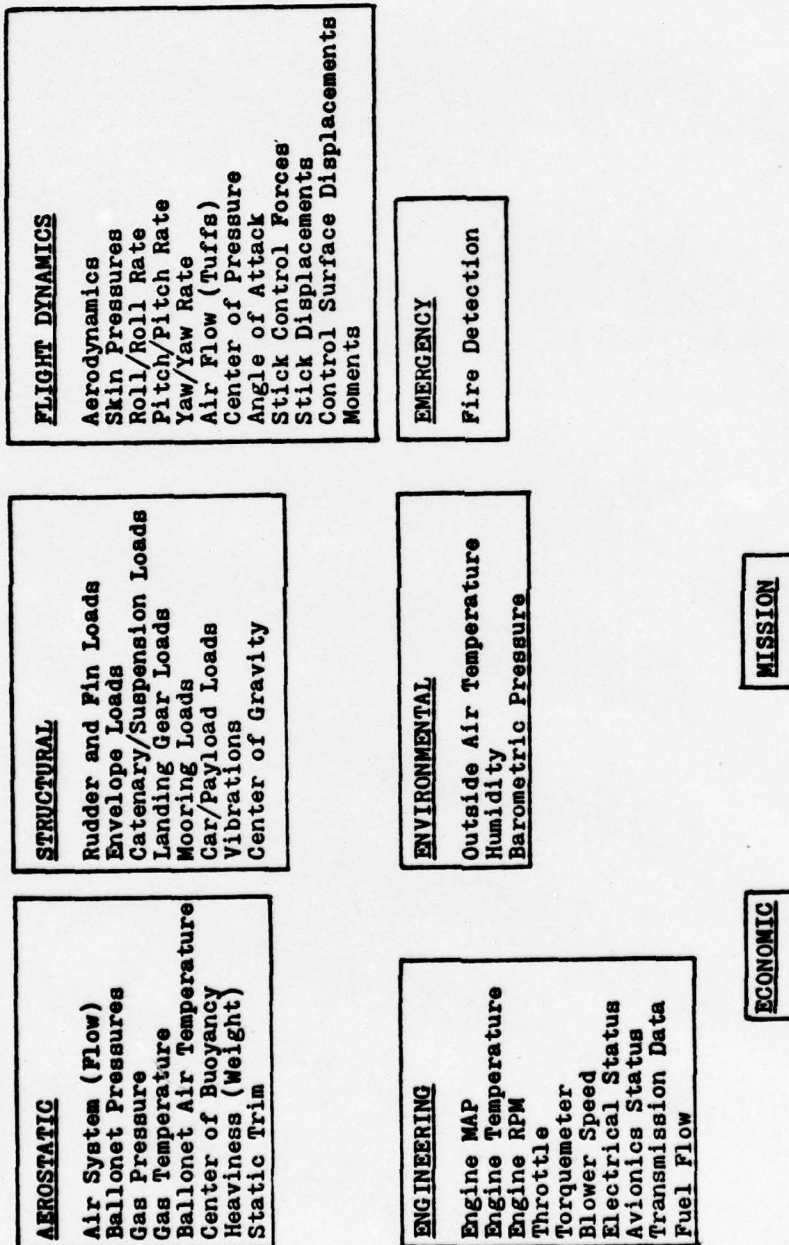 AEROSTATIC
Air System (Flow)
Ballonet Pressures
Gas Pressure
Gas Temperature
Ballonet Air Temperature
Center of Buoyancy
Heaviness (Weight)
Static Trim
STRUCTURAL
Rudder and Fin Loads
Envelope Loads
Catenary/Suspension Loads
Landing Gear Loads
Mooring Loads
Car/Payload Loads
Vibrations
Center of Gravity
FLIGHT DYNAMICS
Aerodynamics
Skin Pressures
Roll/Roll Rate
Pitch/Pitch Rate
Yaw/Yaw Rate
Air Flow (Tuffs)
Center of Pressure
Angle of Attack
Stick Control Forces
Stick Displacements
Control Surface Displacements
Moments
ENGINEERING
Engine MAP
Engine Temperature
Engine RPM
Throttle
Torquemeter
Blower Speed
Electrical Status
Avionics Status
Transmission Data
Fuel Flow
ENVIRONMENTAL
Outside Air Temperature
Humidity
Barometric Pressure
EMERGENCY
Fire Detection
ECONOMIC
MISSION